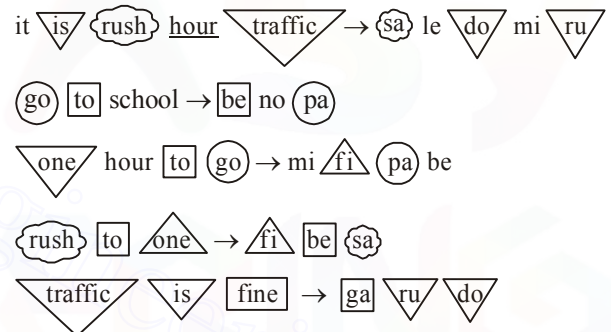 it is rush hour traffic → sa le do mi ru
go to school → be no pa
one hour to go → mi fi pa be
rush to one → fi be sa
traffic is fine → ga ru do